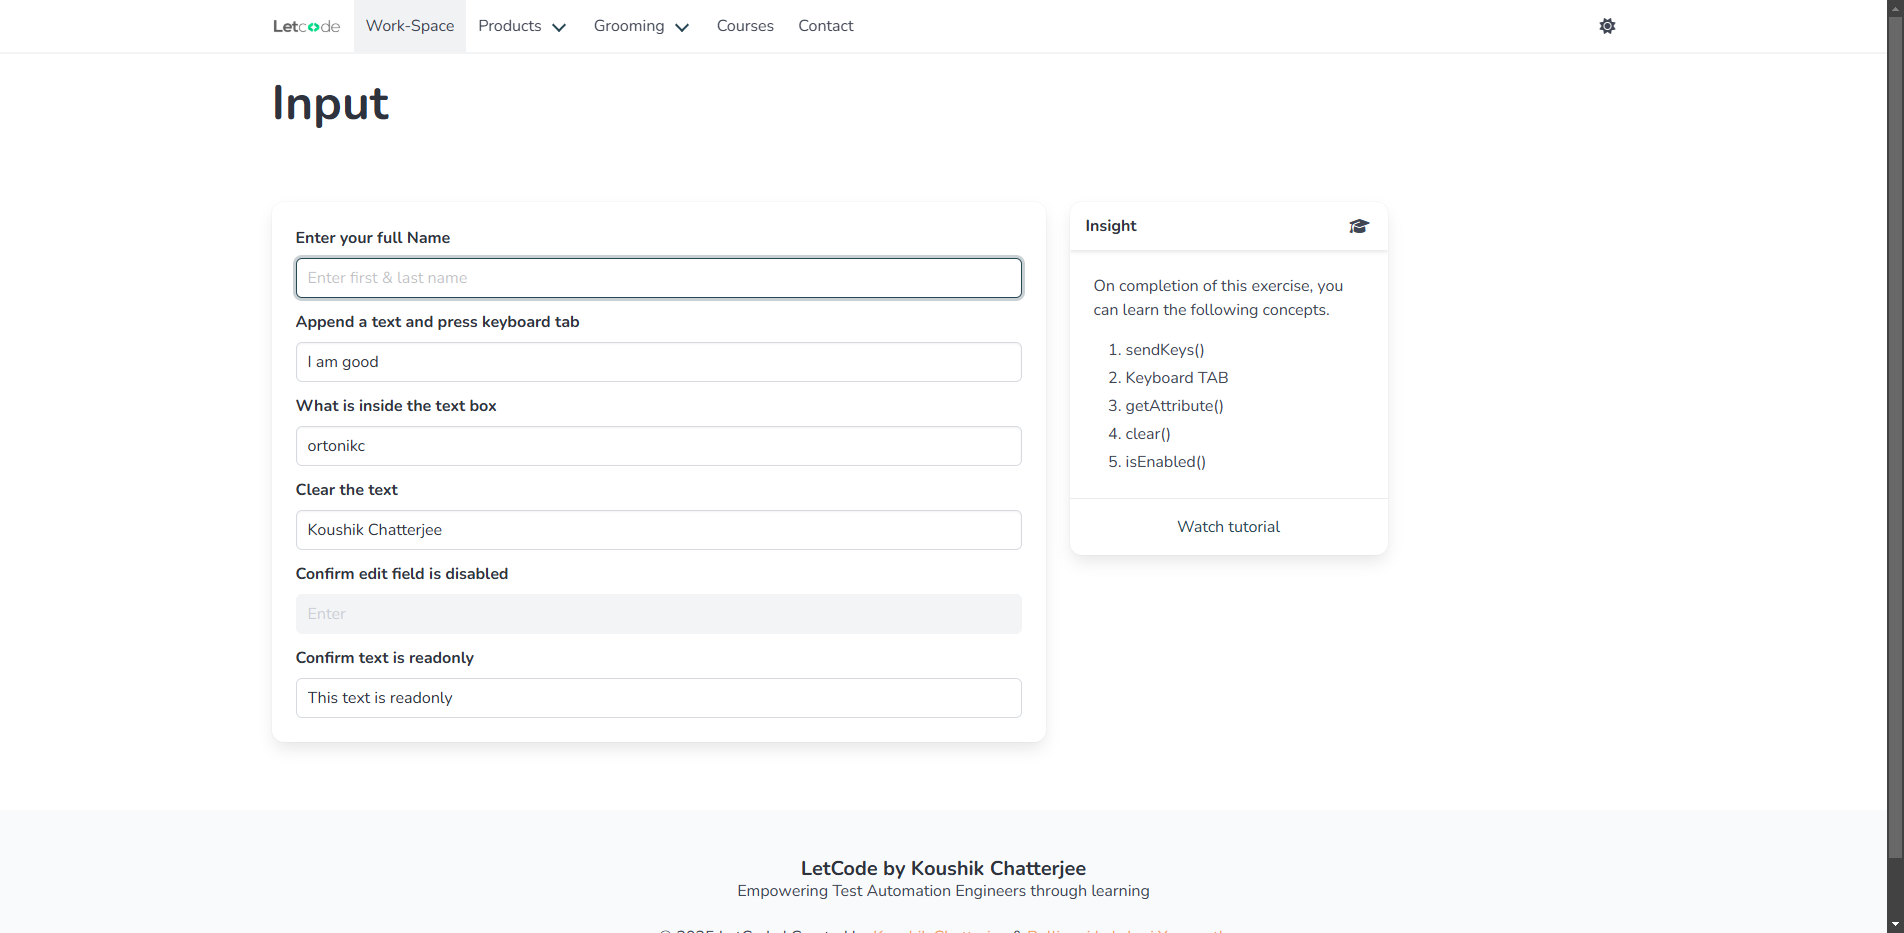 Letcode Work-Space Products Grooming Courses Contact
Input
Enter your full Name
Enter first & last name
Append a text and press keyboard tab
I am good
What is inside the text box
ortonikc
Clear the text
Koushik Chatterjee
Confirm edit field is disabled
Enter
Confirm text is readonly
This text is readonly
Insight
On completion of this exercise, you
can learn the following concepts.
1. sendKeys()
2. Keyboard TAB
3. getAttribute()
4. clear()
5. isEnabled()
Watch tutorial
LetCode by Koushik Chatterjee
Empowering Test Automation Engineers through learning